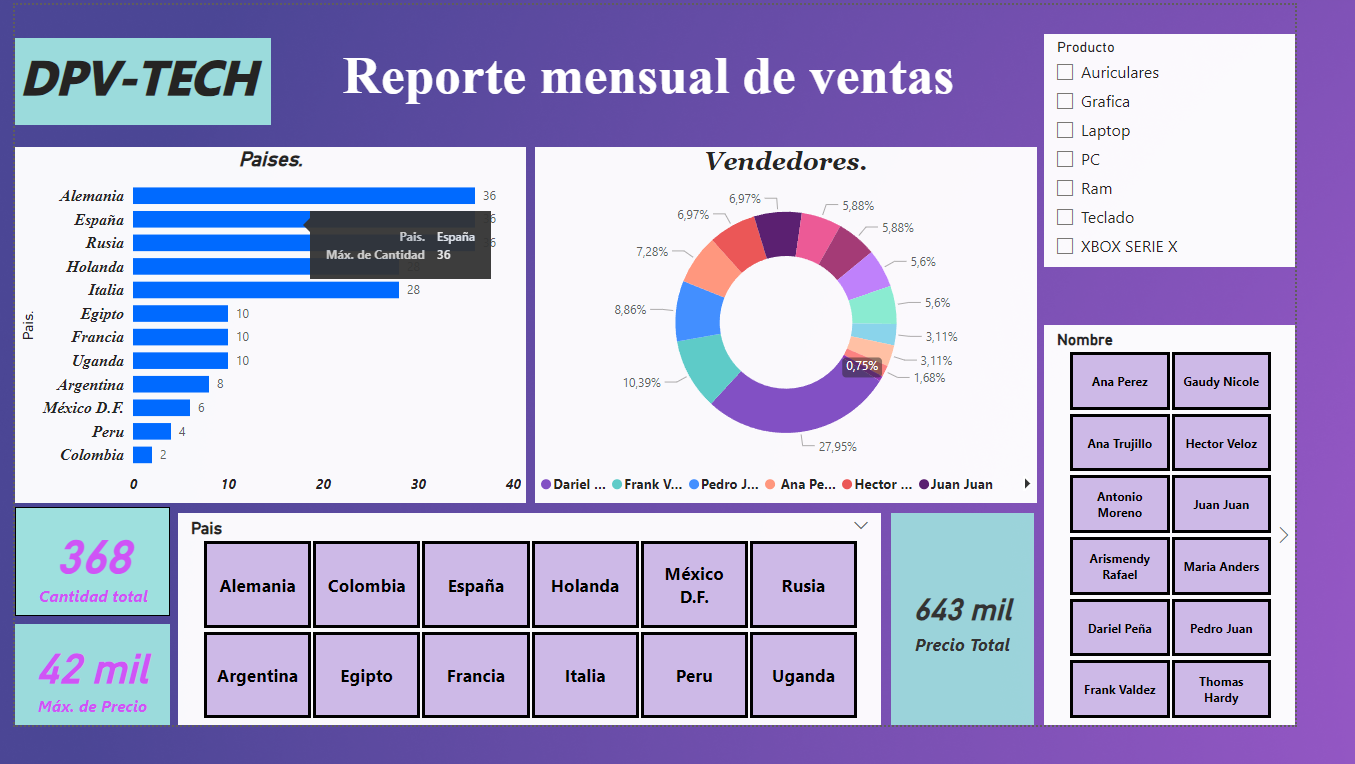 DPV-TECH
Reporte mensual de ventas
Producto
Auriculares
Grafica
Laptop
PC
Ram
Teclado
XBOX SERIE X
Paises.
Pais.
Alemania 36
España
Rusia
Holanda
Italia 28
Egipto 10
Francia 10
Uganda 10
Argentina 8
México D.F. 6
Peru 4
Colombia 2
0 10 20 30 40
Pais. España
Máx. de Cantidad 36
Vendedores.
6,97%
5,88%
6,97%
5,88%
7,28%
5,6%
8,86%
5,6%
3,11%
3,11%
0,75%
1,68%
10,39%
27,95%
Dariel ... Frank V... Pedro J... Ana Pe... Hector ... Juan Juan
Nombre
Ana Perez Gaudy Nicole
Ana Trujillo Hector Veloz
Antonio
Moreno
Juan Juan
Arismendy
Rafael
Maria Anders
Dariel Peña Pedro Juan
Frank Valdez
Thomas
Hardy
368
Cantidad total
42 mil
Máx. de Precio
Pais
Alemania Colombia España Holanda
México
D.F.
Rusia
Argentina Egipto Francia Italia Peru Uganda
643 mil
Precio Total